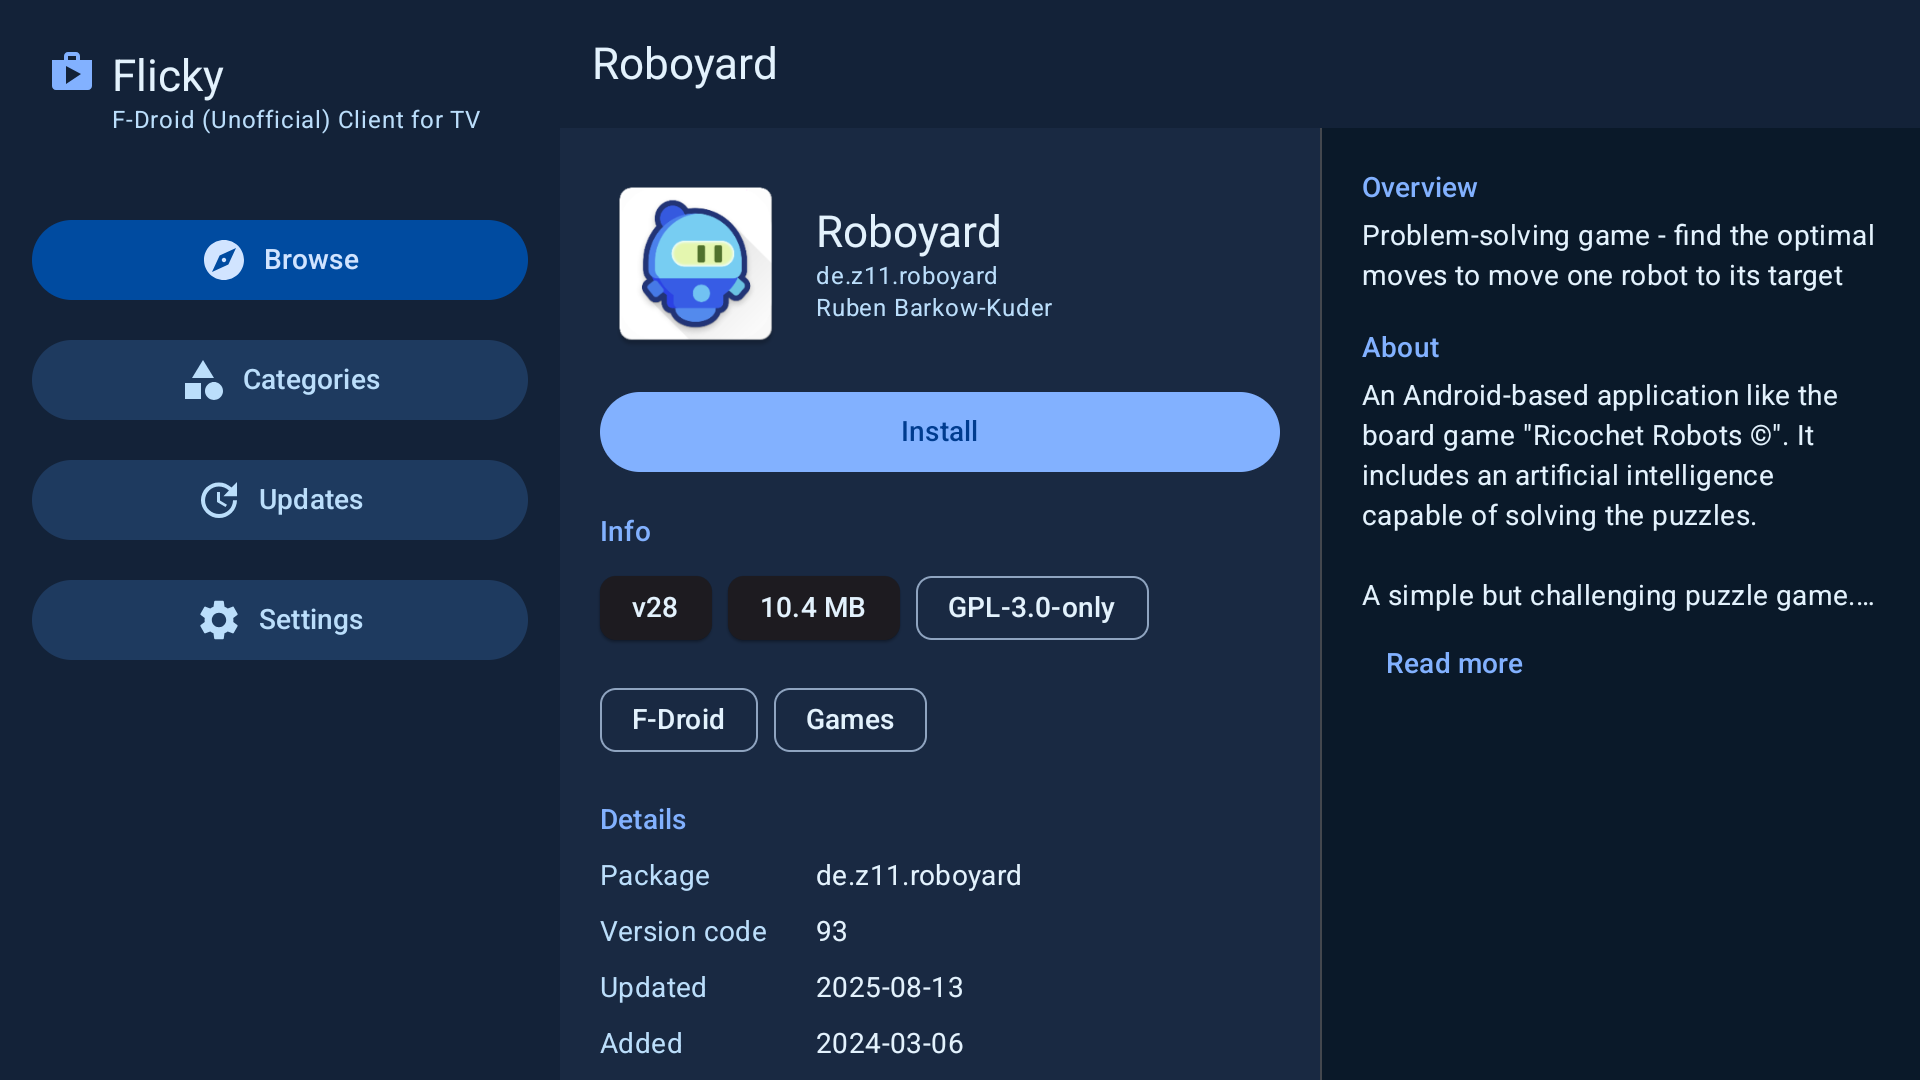 Flicky
F-Droid (Unofficial) Client for TV
Browse
Categories
Updates
Settings
Roboyard
Roboyard
de.z11.roboyard
Ruben Barkow-Kuder
Install
Info
v28
10.4 MB
GPL-3.0-only
F-Droid
Games
Details
Package de.z11.roboyard
Version code 93
Updated 2025-08-13
Added 2024-03-06
Overview
Problem-solving game - find the optimal
moves to move one robot to its target
About
An Android-based application like the
board game "Ricochet Robots ©". It
includes an artificial intelligence
capable of solving the puzzles.
A simple but challenging puzzle game.…
Read more